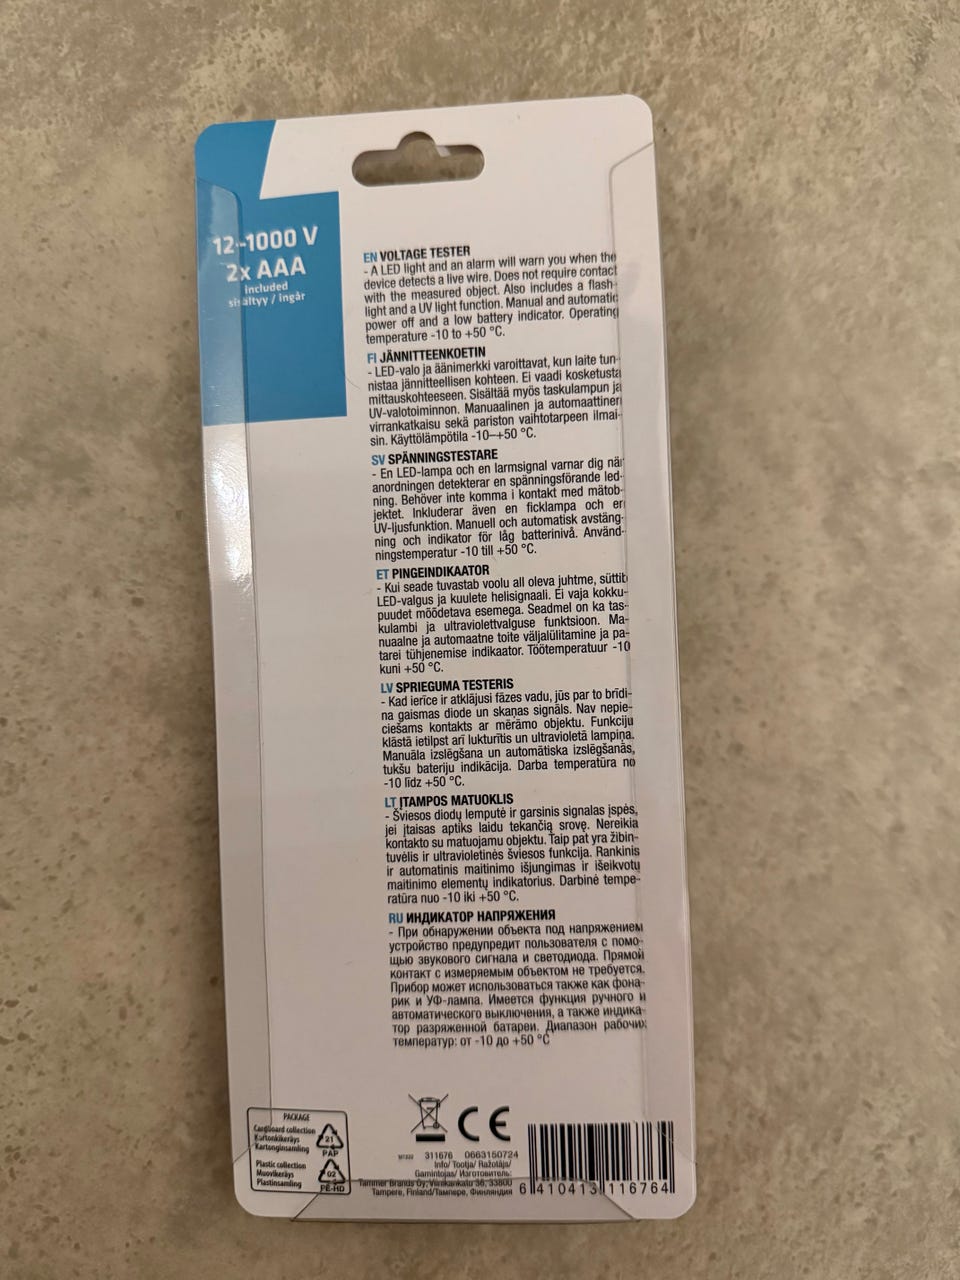 12-1000 V
2x AAA
included
sisältyy / ingår
EN VOLTAGE TESTER
- A LED light and an alarm will warn you when the
device detects a live wire. Does not require contact
with the measured object. Also includes a flash-
light and a UV light function. Manual and automatic
power off and a low battery indicator. Operating
temperature -10 to +50 °C.
FI JÄNNITTEENKOETIN
- LED-valo ja äänimerkki varoittavat, kun laite tun-
nistaa jännitteellisen kohteen. Ei vaadi kosketusta
mittauskohteeseen. Sisältää myös taskulampun ja
UV-valotoiminnon. Manuaalinen ja automaattinen
virrankatkaisu sekä pariston vaihtotarpeen ilmai-
sin. Käyttölämpötila -10–+50 °C.
SV SPÄNNINGSTESTARE
- En LED-lampa och en larmsignal varnar dig när
anordningen detekterar en spänningsförande led-
ning. Behöver inte komma i kontakt med mätob-
jektet. Inkluderar även en ficklampa och en
UV-ljusfunktion. Manuell och automatisk avstäng-
ning och indikator för låg batterinivå. Använd-
ningstemperatur -10 till +50 °C.
ET PINGEINDIKAATOR
- Kui seade tuvastab voolu all oleva juhtme, süttib
LED-valgus ja kuulete helisignaali. Ei vaja kokku-
puudet mõõdetava esemega. Seadmel on ka tas-
kulambi ja ultraviolettvalguse funktsioon. Ma-
nuaalne ja automaatne toite väljalülitamine ja pa-
tarei tühjenemise indikaator. Töötemperatuur -10
kuni +50 °C.
LV SPRIEGUMA TESTERIS
- Kad ierīce ir atklājusi fāzes vadu, jūs par to brīdi-
na gaismas diode un skaņas signāls. Nav nepie-
ciešams kontakts ar mērāmo objektu. Funkciju
klāstā ietilpst arī lukturītis un ultravioletā lampiņa.
Manuāla izslēgšana un automātiska izslēgšanās,
tukšu bateriju indikācija. Darba temperatūra no
-10 līdz +50 °C.
LT ĮTAMPOS MATUOKLIS
- Šviesos diodų lemputė ir garsinis signalas įspės,
jei įtaisas aptiks laidu tekančią srovę. Nereikia
kontakto su matuojamu objektu. Taip pat yra žibin-
tuvėlis ir ultravioletinės šviesos funkcija. Rankinis
ir automatinis maitinimo išjungimas ir išeikvotų
maitinimo elementų indikatorius. Darbinė tempe-
ratūra nuo -10 iki +50 °C.
RU ИНДИКАТОР НАПРЯЖЕНИЯ
- При обнаружении объекта под напряжением
устройство предупредит пользователя с помо-
щью звукового сигнала и светодиода. Прямой
контакт с измеряемым объектом не требуется.
Прибор может использоваться также как фона-
рик и УФ-лампа. Имеется функция ручного и
автоматического выключения, а также индика-
тор разряженной батареи. Диапазон рабочих
температур: от -10 до +50 °C
PACKAGE
Cardboard collection
Kartonkikeräys
Kartonginsamling
21
PAP
Plastic collection
Muovikeräys
Plastinsamling
02
PE-HD
CE
311676 0663150724
Info/ Tootja/ Ražotājs/
Gamintojas/ Изготовитель:
Tammer Brands Oy, Viinikankatu 36, 33800
Tampere, Finland/Тампере, Финляндия
6 410413 116764